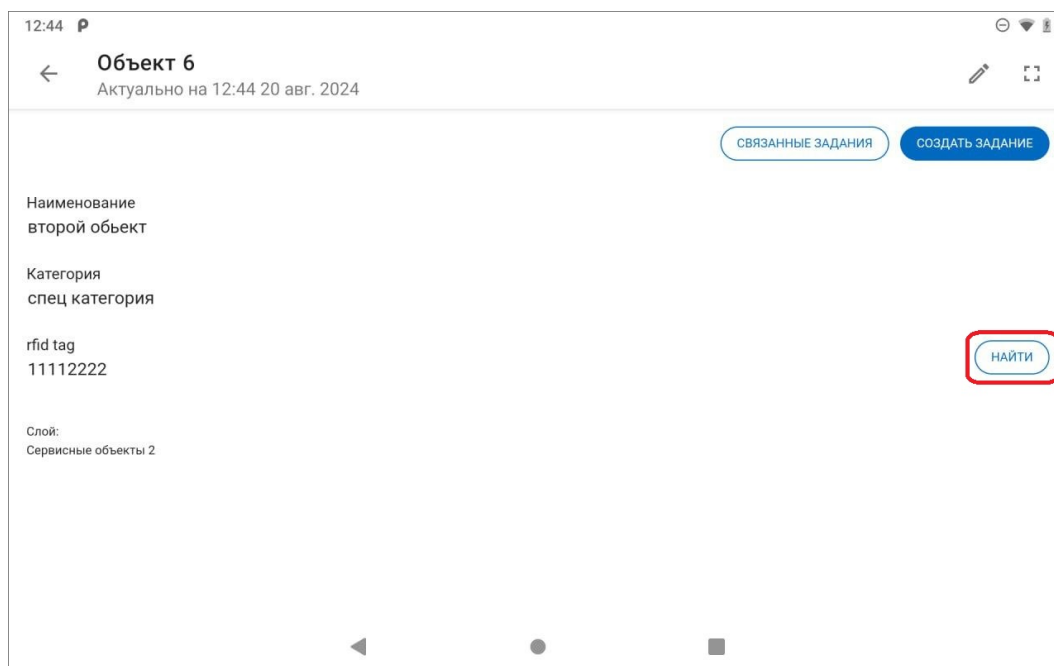 12:44
Объект 6
Актуально на 12:44 20 авг. 2024
СВЯЗАННЫЕ ЗАДАНИЯ
СОЗДАТЬ ЗАДАНИЕ
Наименование
второй обьект
Категория
спец категория
rfid tag
11112222
НАЙТИ
Слой:
Сервисные объекты 2